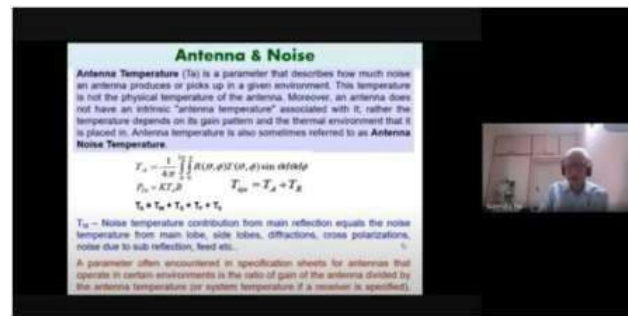 Antenna & Noise
Antenna Temperature (Ta) is a parameter that describes how much noise
an antenna produces or picks up in a given environment. This temperature
is not the physical temperature of the antenna. Moreover, an antenna does
not have an intrinsic "antenna temperature" associated with it, rather the
temperature depends on its gain pattern and the thermal environment that it
is placed in. Antenna temperature is also sometimes referred to as Antenna
Noise Temperature.
T_sys = T_A + T_R
– Noise temperature contribution from main reflection equals the noise
temperature from main lobe, side lobes, diffractions, cross polarizations,
noise due to sub reflection, feed etc..
A parameter often encountered in specification sheets for antennas that
operate in certain environments is the ratio of gain of the antenna divided by
the antenna temperature (or system temperature if a receiver is specified).